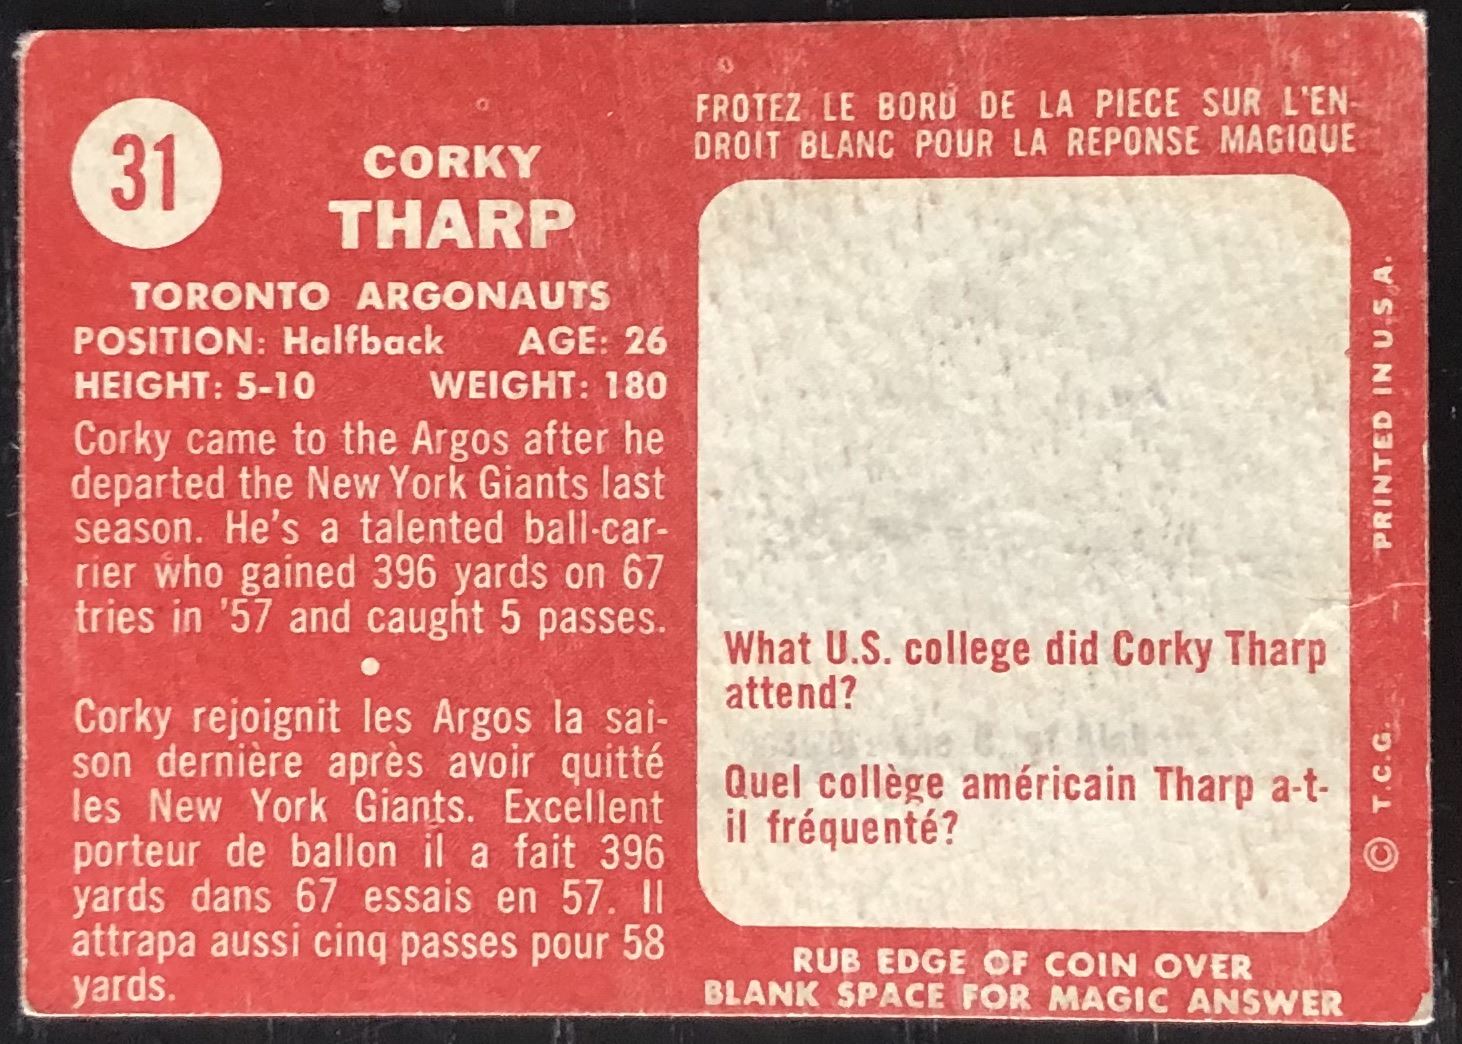 31
CORKY
THARP
TORONTO ARGONAUTS
POSITION: Halfback AGE: 26
HEIGHT: 5-10 WEIGHT: 180
Corky came to the Argos after he
departed the New York Giants last
season. He's a talented ball-car-
rier who gained 396 yards on 67
tries in '57 and caught 5 passes.
Corky rejoignit les Argos la sai-
son dernière après avoir quitté
les New York Giants. Excellent
porteur de ballon il a fait 396
yards dans 67 essais en 57. Il
attrapa aussi cinq passes pour 58
yards.
FROTEZ LE BORD DE LA PIECE SUR L'EN-
DROIT BLANC POUR LA REPONSE MAGIQUE
What U.S. college did Corky Tharp
attend?
Quel collège américain Tharp a-t-
il fréquenté?
RUB EDGE OF COIN OVER
BLANK SPACE FOR MAGIC ANSWER
© T.C.G. PRINTED IN U.S.A.